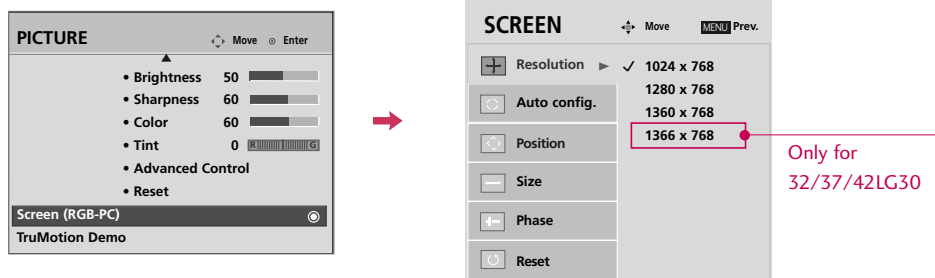 PICTURE
Move Enter
• Brightness 50
• Sharpness 60
• Color 60
• Tint 0 R G
• Advanced Control
• Reset
Screen (RGB-PC)
TruMotion Demo
SCREEN
Move MENU Prev.
Resolution
Auto config.
Position
Size
Phase
Reset
✓ 1024 x 768
1280 x 768
1360 x 768
1366 x 768
Only for
32/37/42LG30